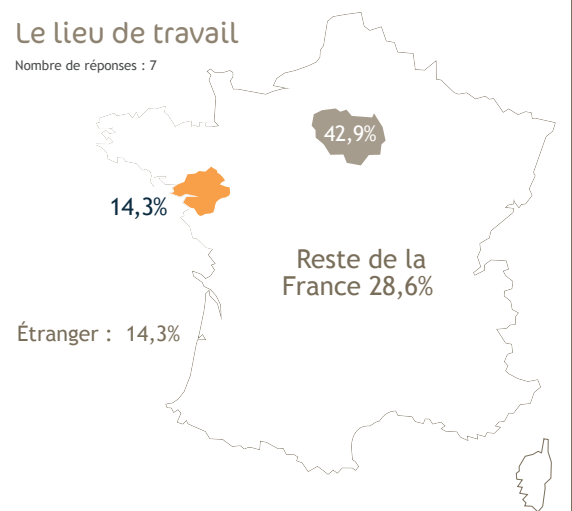 Le lieu de travail
Nombre de réponses : 7
42,9%
14,3%
Reste de la
France 28,6%
Étranger : 14,3%